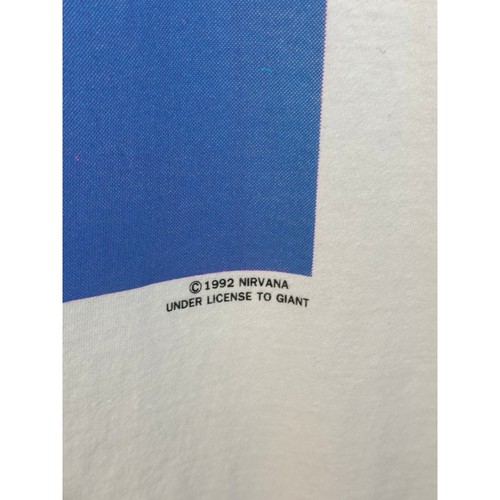 © 1992 NIRVANA
UNDER LICENSE TO GIANT